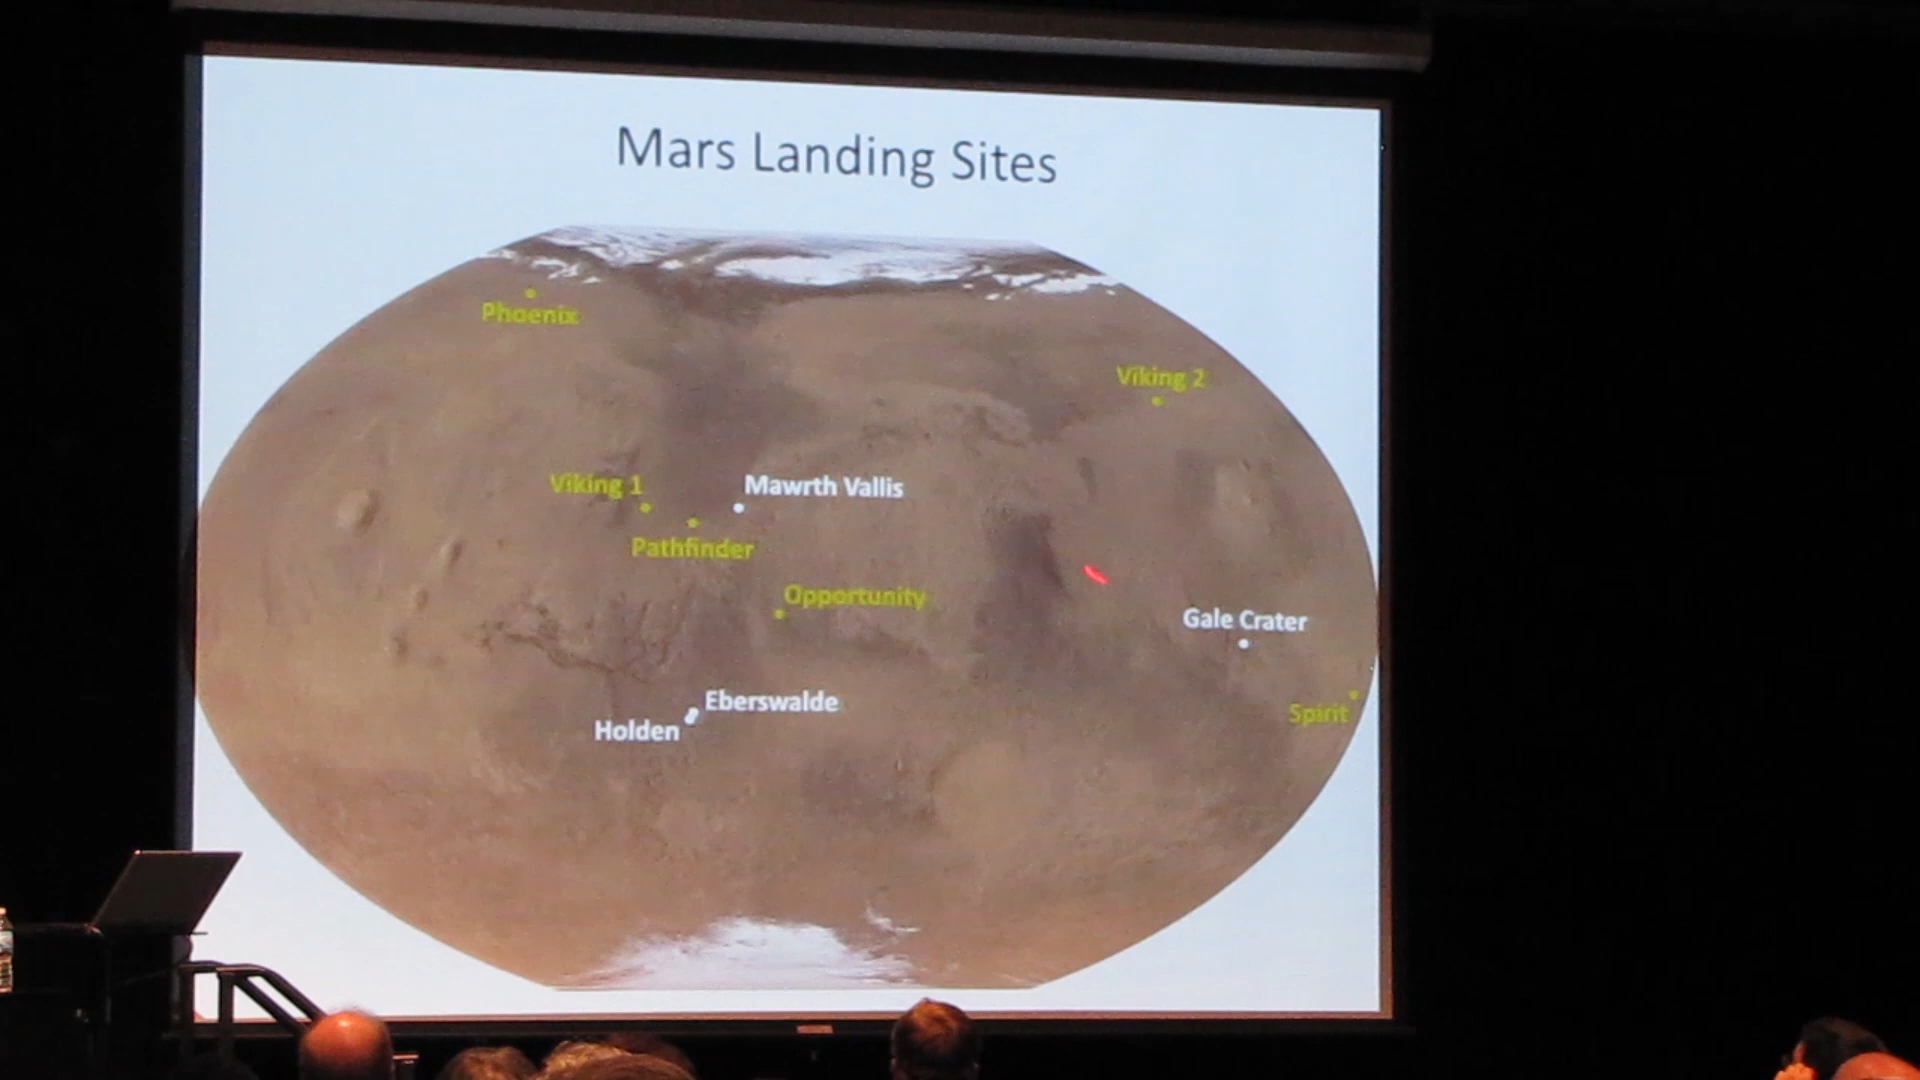 Mars Landing Sites
Phoenix
Viking 2
Viking 1
Mawrth Vallis
Pathfinder
Opportunity
Gale Crater
Eberswalde
Spirit
Holden